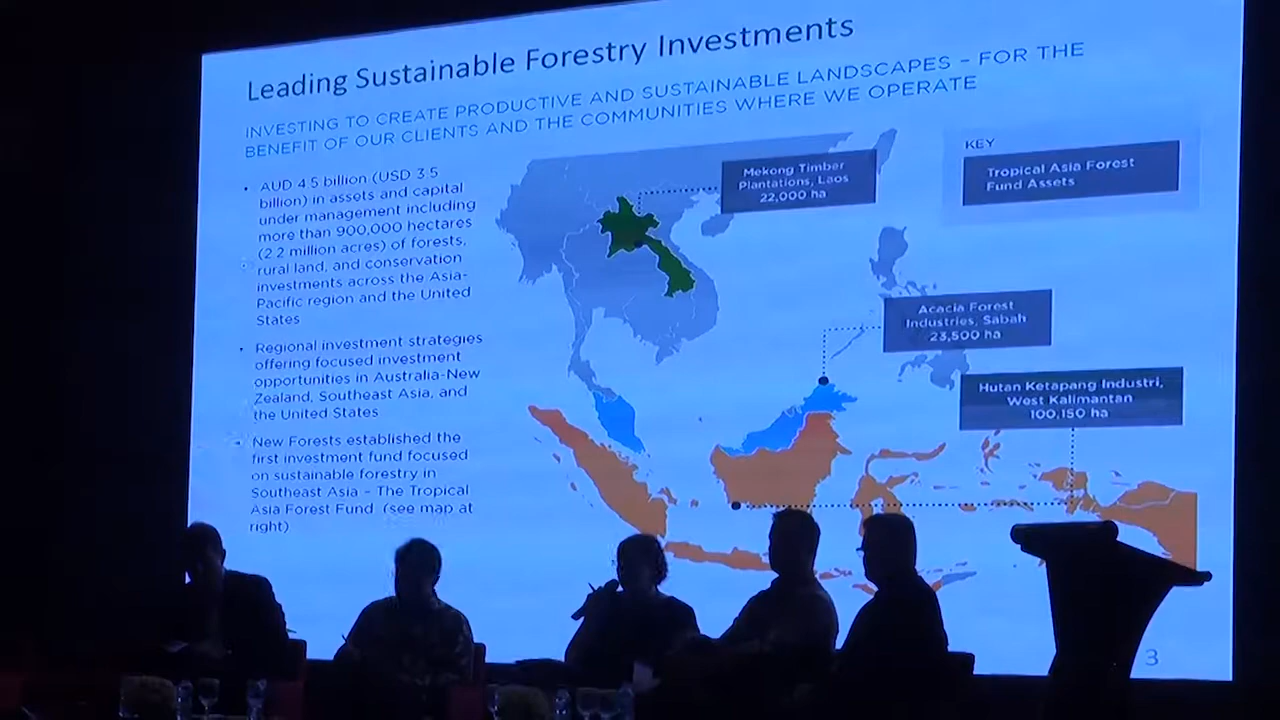 Leading Sustainable Forestry Investments
INVESTING TO CREATE PRODUCTIVE AND SUSTAINABLE LANDSCAPES – FOR THE
BENEFIT OF OUR CLIENTS AND THE COMMUNITIES WHERE WE OPERATE
• AUD 4.5 billion (USD 3.5
billion) in assets and capital
under management including
more than 900,000 hectares
(2.2 million acres) of forests,
rural land, and conservation
investments across the Asia-
Pacific region and the United
States
• Regional investment strategies
offering focused investment
opportunities in Australia-New
Zealand, Southeast Asia, and
the United States
• New Forests established the
first investment fund focused
on sustainable forestry in
Southeast Asia – The Tropical
Asia Forest Fund (see map at
right)
Mekong Timber
Plantations, Laos
22,000 ha
KEY
Tropical Asia Forest
Fund Assets
Acacia Forest
Industries, Sabah
23,500 ha
Hutan Ketapang Industri,
West Kalimantan
100,150 ha
3